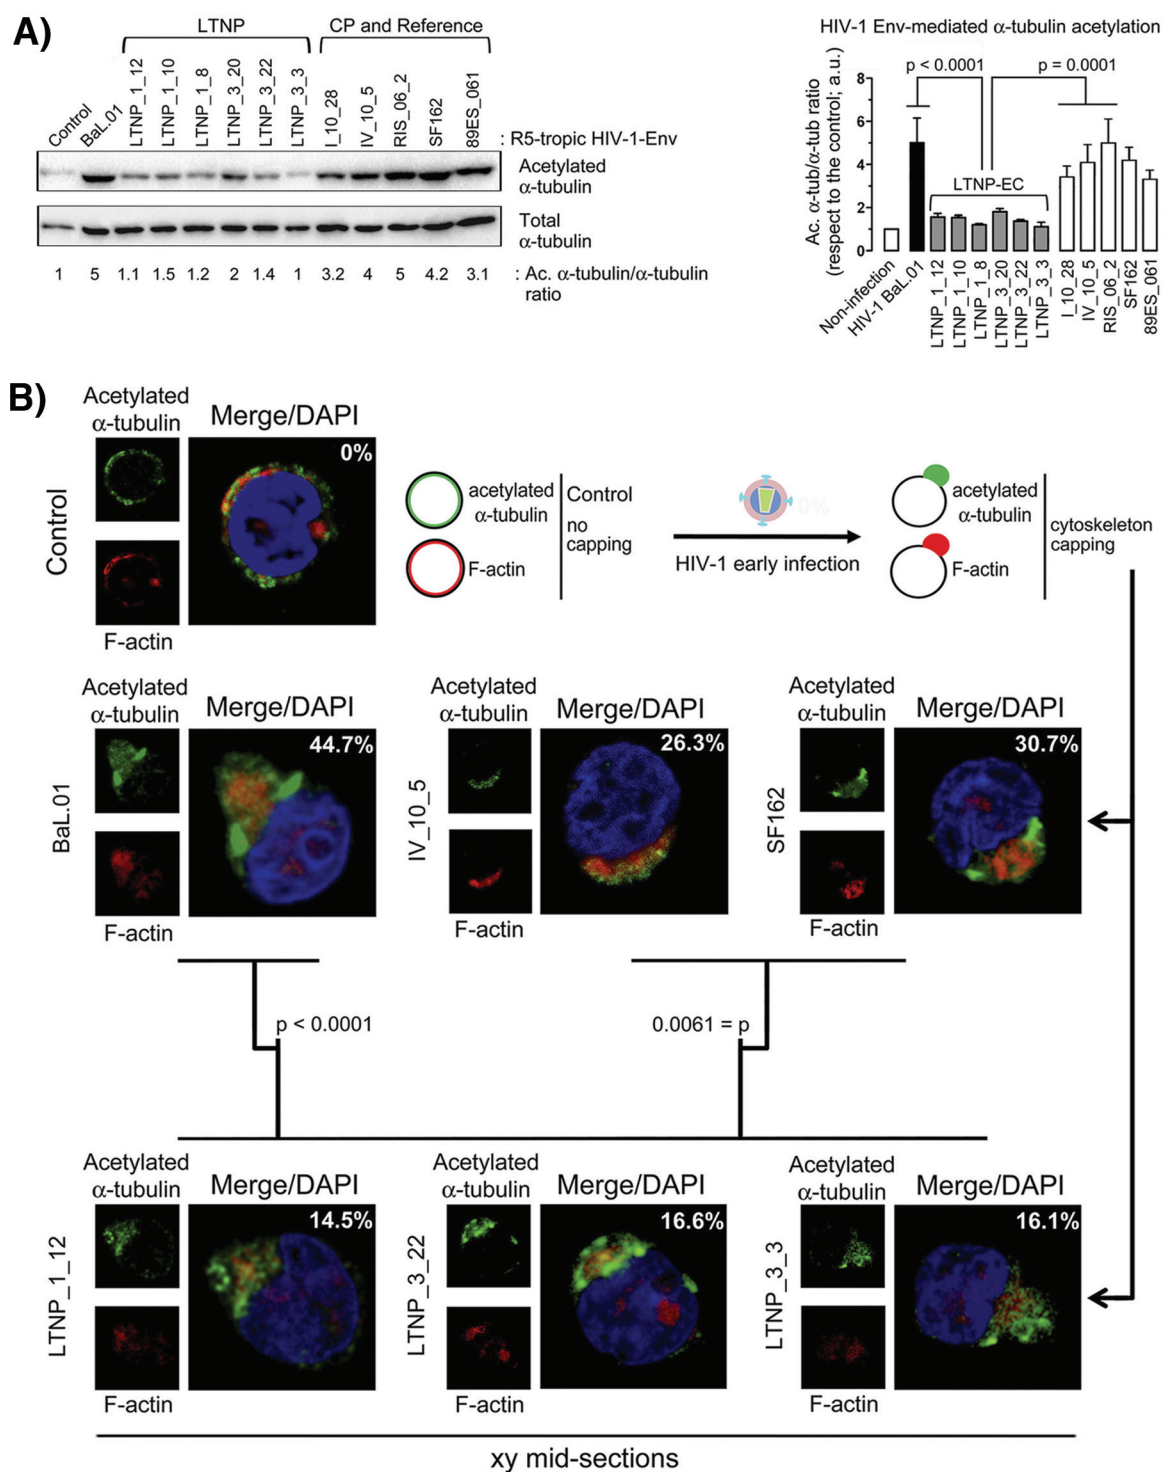 A)
LTNP
CP and Reference
Control
BaL.01
LTNP_1_12
LTNP_1_10
LTNP_1_8
LTNP_3_20
LTNP_3_22
LTNP_3_3
I_10_28
IV_10_5
RIS_06_2
SF162
89ES_061
: R5-tropic HIV-1-Env
Acetylated
α-tubulin
Total
α-tubulin
1 5 1.1 1.5 1.2 2 1.4 1 3.2 4 5 4.2 3.1 : Ac. α-tubulin/α-tubulin
ratio
HIV-1 Env-mediated α-tubulin acetylation
p < 0.0001
p = 0.0001
Ac. α-tub/α-tub ratio
(respect to the control; a.u.)
8
6
4
2
0
LTNP-EC
Non-infection
HIV-1 BaL.01
LTNP_1_12
LTNP_1_10
LTNP_1_8
LTNP_3_20
LTNP_3_22
LTNP_3_3
I_10_28
IV_10_5
RIS_06_2
SF162
89ES_061
B)
Control
Acetylated
α-tubulin
Merge/DAPI
0%
F-actin
acetylated
α-tubulin
F-actin
Control
no
capping
0%
HIV-1 early infection
acetylated
α-tubulin
F-actin
cytoskeleton
capping
BaL.01
Acetylated
α-tubulin
Merge/DAPI
44.7%
F-actin
IV_10_5
Acetylated
α-tubulin
Merge/DAPI
26.3%
F-actin
SF162
Acetylated
α-tubulin
Merge/DAPI
30.7%
F-actin
p < 0.0001
0.0061 = p
LTNP_1_12
Acetylated
α-tubulin
Merge/DAPI
14.5%
F-actin
LTNP_3_22
Acetylated
α-tubulin
Merge/DAPI
16.6%
F-actin
LTNP_3_3
Acetylated
α-tubulin
Merge/DAPI
16.1%
F-actin
xy mid-sections